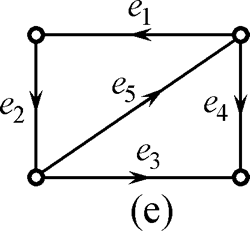 e₁
e₂ e₅ e₄
e₃
(e)